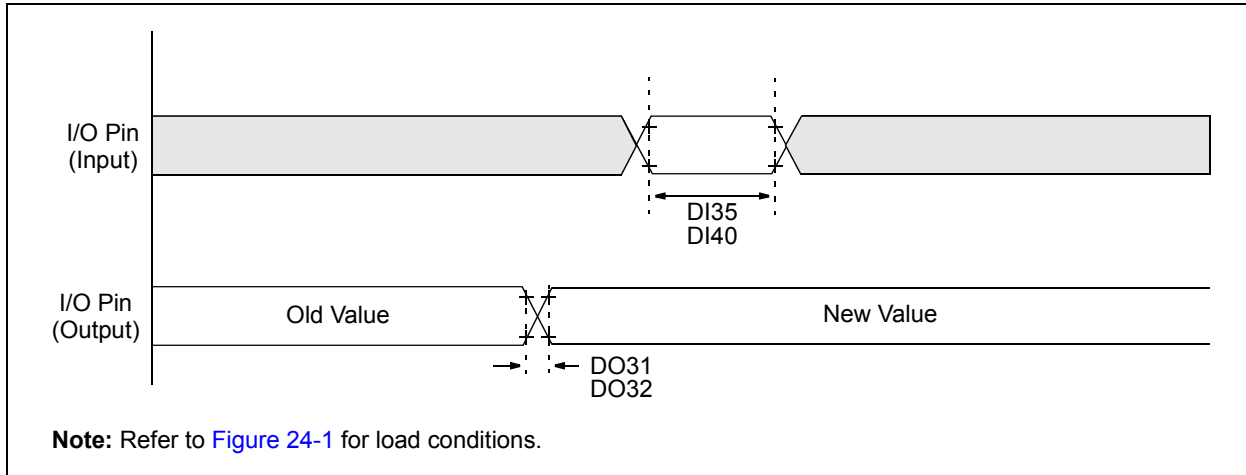 I/O Pin
(Input)
DI35
DI40
I/O Pin
(Output)
Old Value
New Value
DO31
DO32
Note: Refer to Figure 24-1 for load conditions.